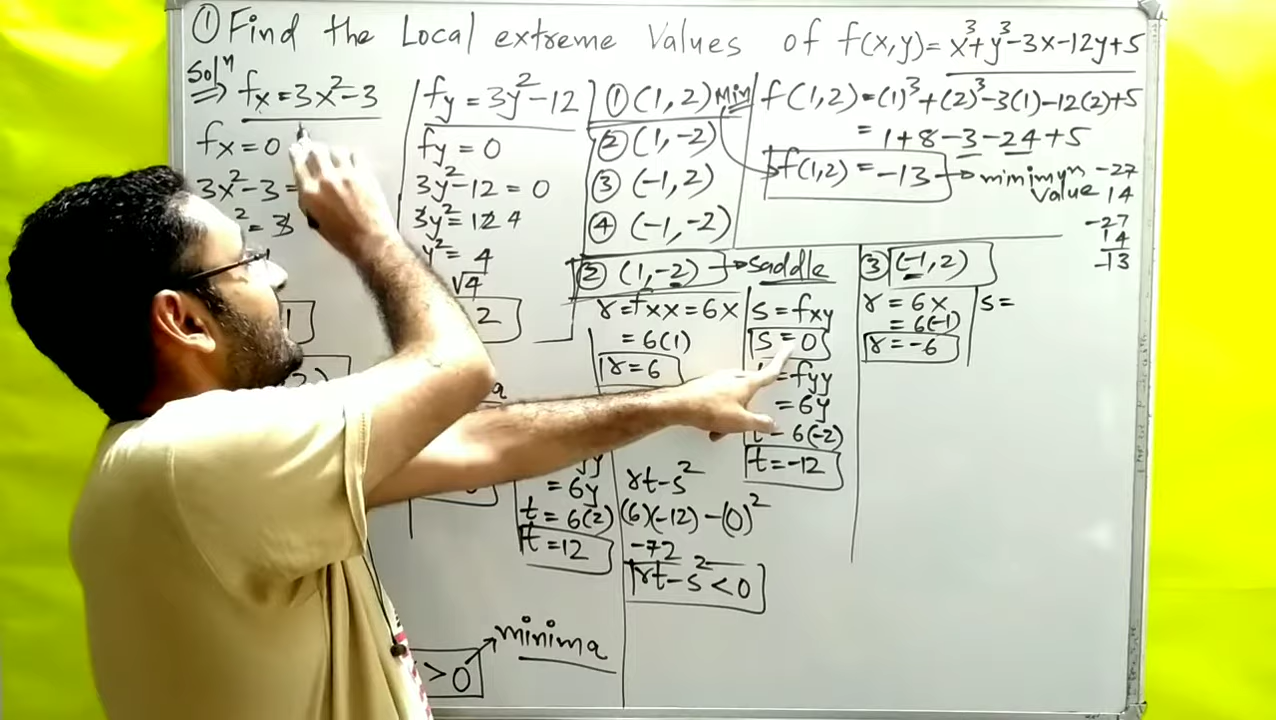 ① Find the Local extreme Values of f(x,y)= x³+y³-3x-12y+5
Solⁿ
⇒ fx = 3x²-3
fx = 0
3x²-3 =
² = 3
fy = 3y²-12
fy = 0
3y²-12 = 0
3y² = 12 4
y² = 4
√4
2
① (1,2) Min
② (1,-2)
③ (-1,2)
④ (-1,-2)
f(1,2) = (1)³+(2)³-3(1)-12(2)+5
= 1+8-3-24+5
f(1,2) = -13 → minimum value
-27
14
-27
14
-13
② (1,-2) → Saddle
r = fxx = 6x
= 6(1)
r = 6
s = fxy
s = 0
= fyy
= 6y
t = 6(-2)
t = -12
rt-s²
(6)(-12)-(0)²
-72
rt-s² < 0
③ (-1,2)
r = 6x
= 6(-1)
r = -6
s =
= 6y
t = 6(2)
t = 12
> 0 → minima